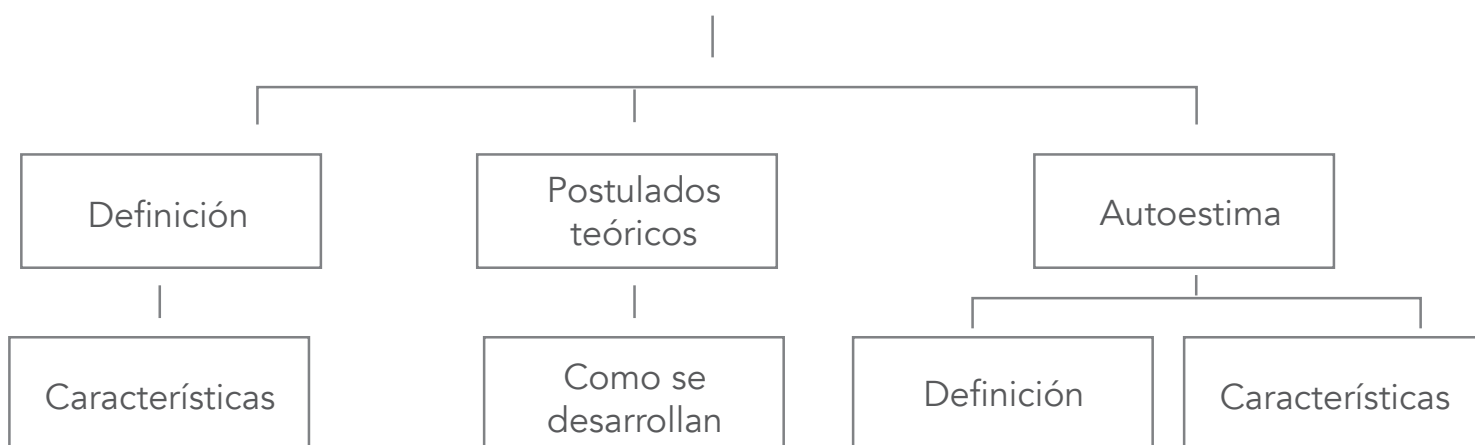 Definición
Postulados
teóricos
Autoestima
Características
Como se
desarrollan
Definición
Características